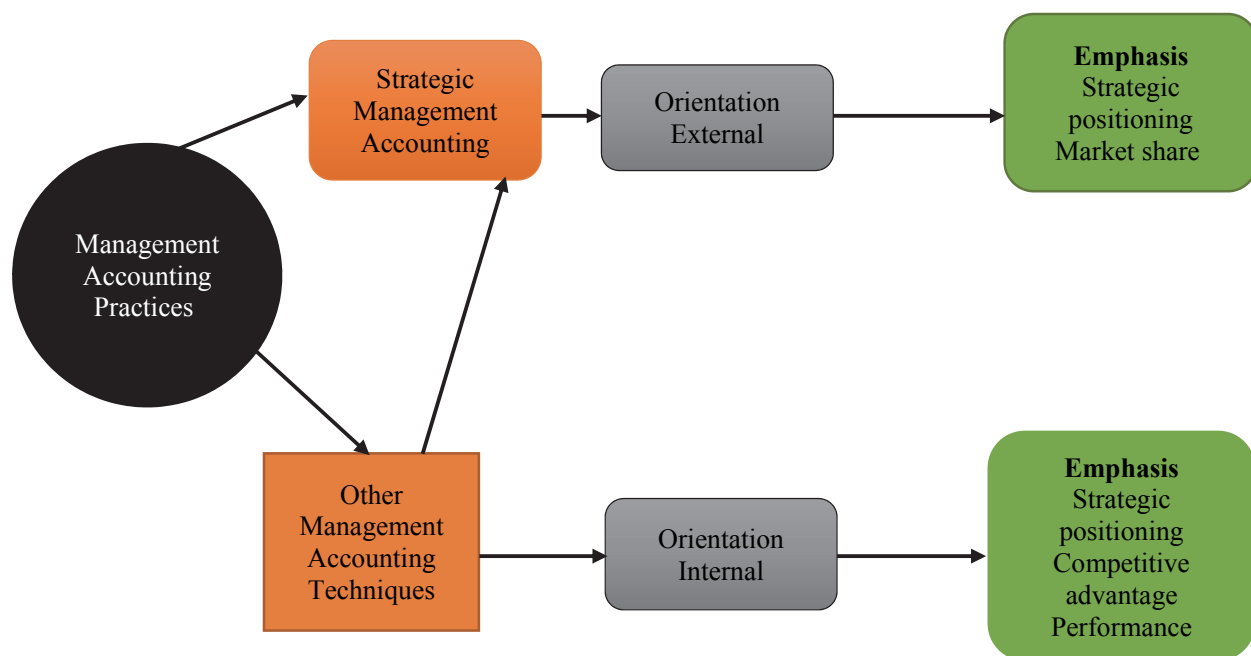 Management
Accounting
Practices
Strategic
Management
Accounting
Orientation
External
Emphasis
Strategic
positioning
Market share
Other
Management
Accounting
Techniques
Orientation
Internal
Emphasis
Strategic
positioning
Competitive
advantage
Performance